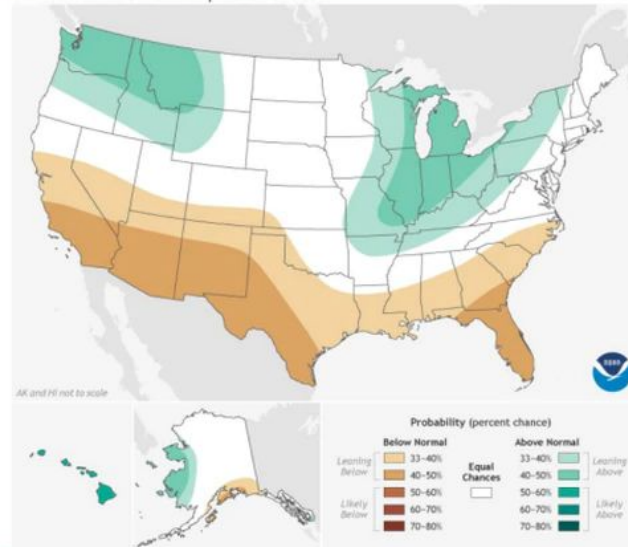 AK and HI not to scale
NOAA
Probability (percent chance)
Below Normal
Above Normal
Leaning Below
33-40%
40-50%
Equal Chances
33-40%
40-50%
Leaning Above
Likely Below
50-60%
60-70%
70-80%
50-60%
60-70%
70-80%
Likely Above